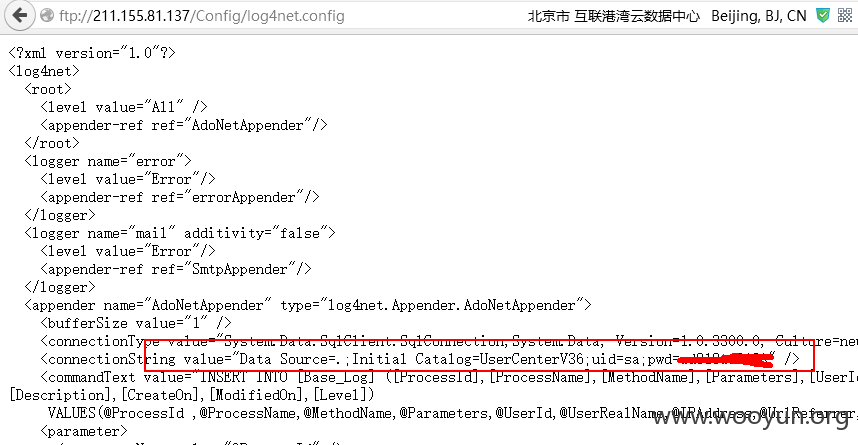 ftp://211.155.81.137/Config/log4net.config 北京市 互联港湾云数据中心 Beijing, BJ, CN
<?xml version="1.0"?>
<log4net>
<root>
<level value="All" />
<appender-ref ref="AdoNetAppender"/>
</root>
<logger name="error">
<level value="Error"/>
<appender-ref ref="errorAppender"/>
</logger>
<logger name="mail" additivity="false">
<level value="Error"/>
<appender-ref ref="SmtpAppender"/>
</logger>
<appender name="AdoNetAppender" type="log4net.Appender.AdoNetAppender">
<bufferSize value="1" />
<connectionType value="System.Data.SqlClient.SqlConnection,System.Data, Version=1.0.3300.0, Culture=neu
<connectionString value="Data Source=.;Initial Catalog=UserCenterV36;uid=sa;pwd= " />
<commandText value="INSERT INTO [Base_Log] ([ProcessId],[ProcessName],[MethodName],[Parameters],[UserId
[Description],[CreateOn],[ModifiedOn],[Level])
VALUES(@ProcessId ,@ProcessName,@MethodName,@Parameters,@UserId,@UserRealName,@IPAddress,@UrlReferrer,
<parameter>
www.wooyun.org